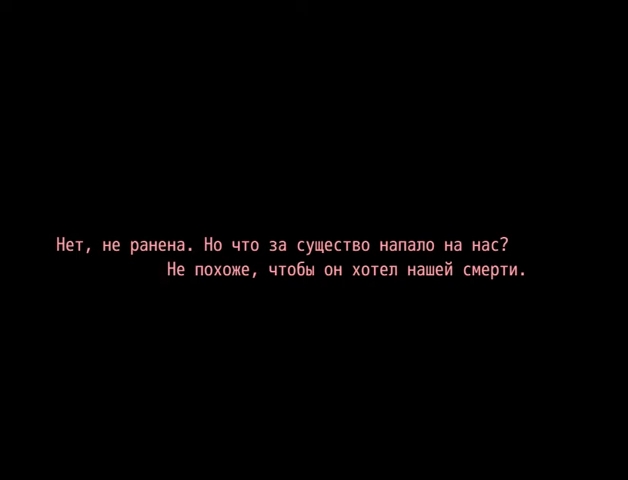 Нет, не ранена. Но что за существо напало на нас?
Не похоже, чтобы он хотел нашей смерти.